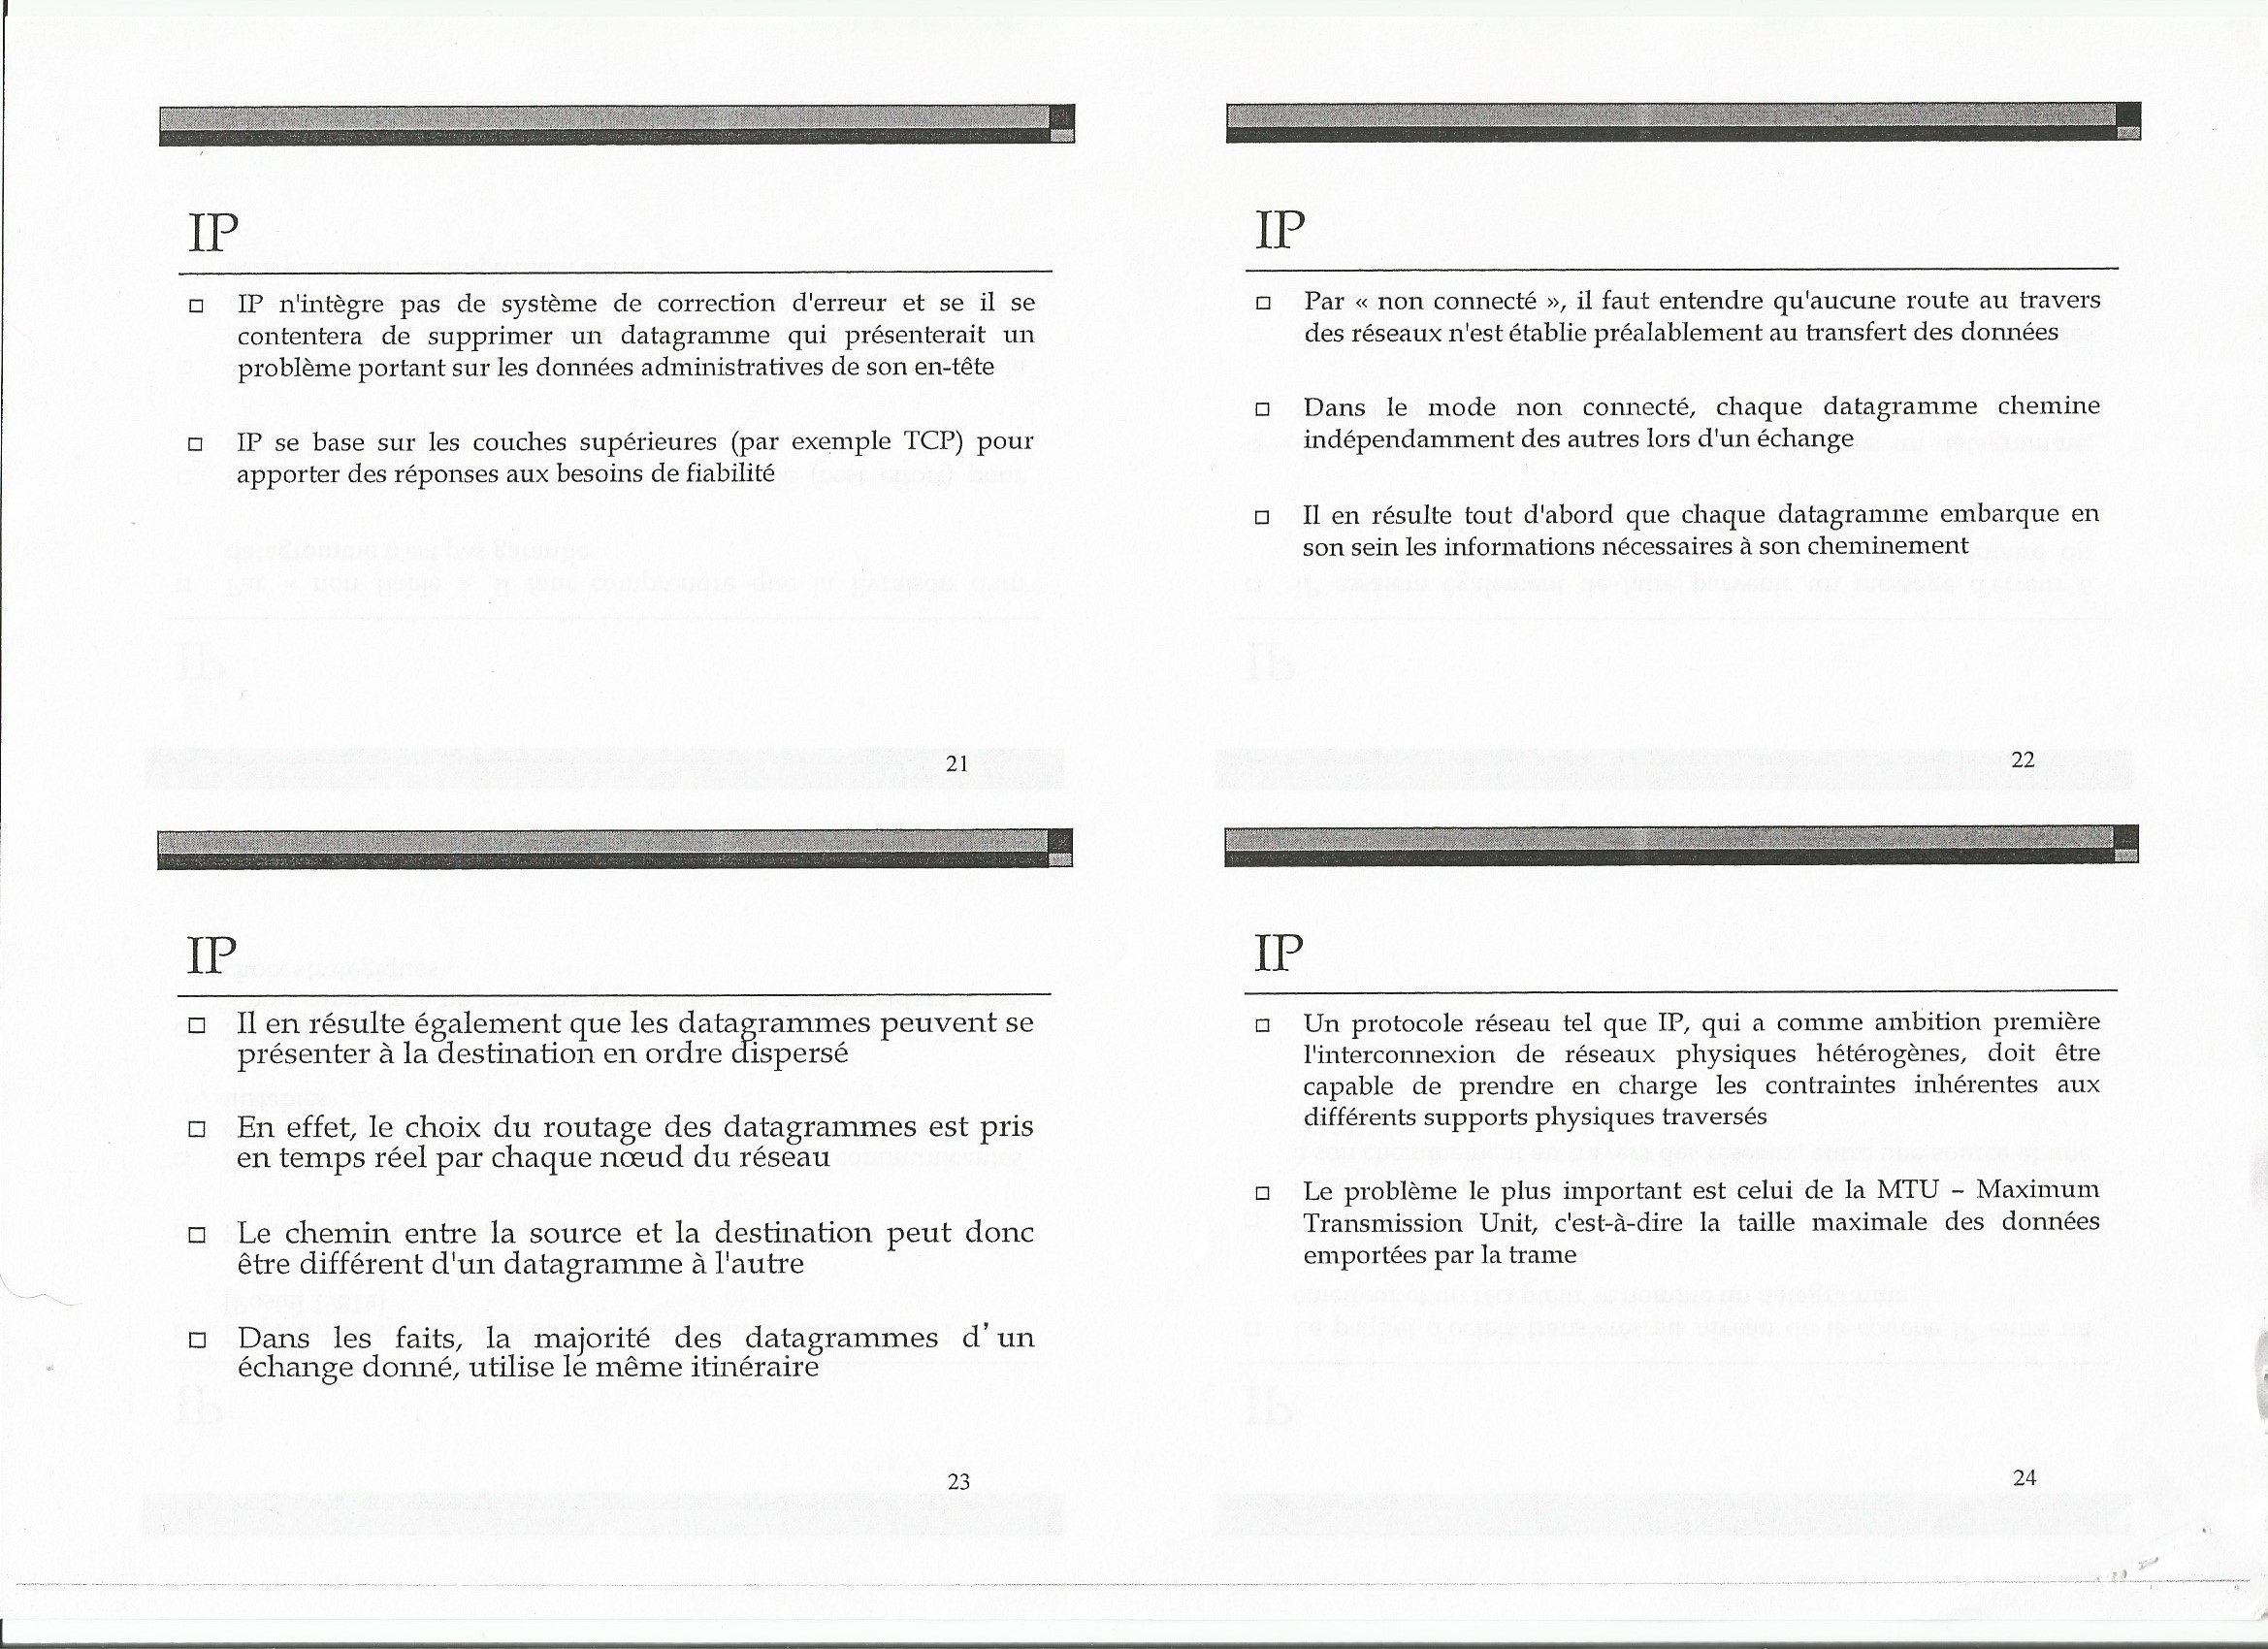 IP
IP n'intègre pas de système de correction d'erreur et se il se
contentera de supprimer un datagramme qui présenterait un
problème portant sur les données administratives de son en-tête
IP se base sur les couches supérieures (par exemple TCP) pour
apporter des réponses aux besoins de fiabilité
21
IP
Par « non connecté », il faut entendre qu'aucune route au travers
des réseaux n'est établie préalablement au transfert des données
Dans le mode non connecté, chaque datagramme chemine
indépendamment des autres lors d'un échange
Il en résulte tout d'abord que chaque datagramme embarque en
son sein les informations nécessaires à son cheminement
22
IP
Il en résulte également que les datagrammes peuvent se
présenter à la destination en ordre dispersé
En effet, le choix du routage des datagrammes est pris
en temps réel par chaque nœud du réseau
Le chemin entre la source et la destination peut donc
être différent d'un datagramme à l'autre
Dans les faits, la majorité des datagrammes d'un
échange donné, utilise le même itinéraire
23
IP
Un protocole réseau tel que IP, qui a comme ambition première
l'interconnexion de réseaux physiques hétérogènes, doit être
capable de prendre en charge les contraintes inhérentes aux
différents supports physiques traversés
Le problème le plus important est celui de la MTU – Maximum
Transmission Unit, c'est-à-dire la taille maximale des données
emportées par la trame
24